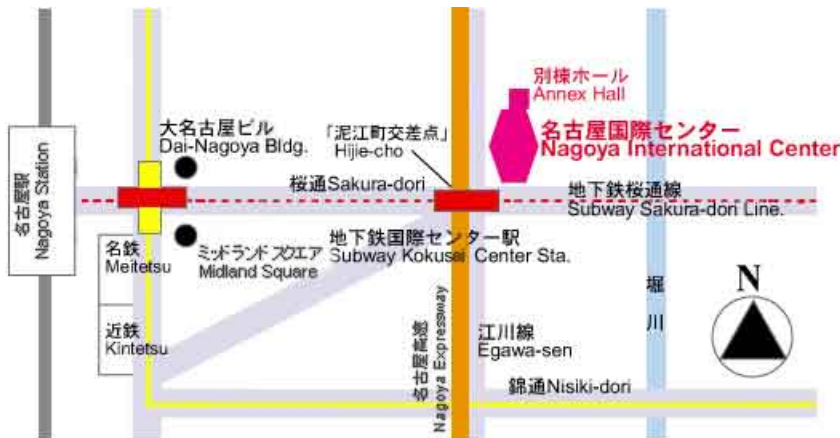 別棟ホール
Annex Hall
大名古屋ビル
Dai-Nagoya Bldg.
「泥江町交差点」
Hijie-cho
名古屋国際センター
Nagoya International Center
名古屋駅
Nagoya Station
桜通Sakura-dori
地下鉄桜通線
Subway Sakura-dori Line.
名鉄
Meitetsu
ミッドランド スクエア
Midland Square
地下鉄国際センター駅
Subway Kokusai Center Sta.
堀川
N
近鉄
Kintetsu
名古屋高速
Nagoya Expressway
江川線
Egawa-sen
錦通Nisiki-dori